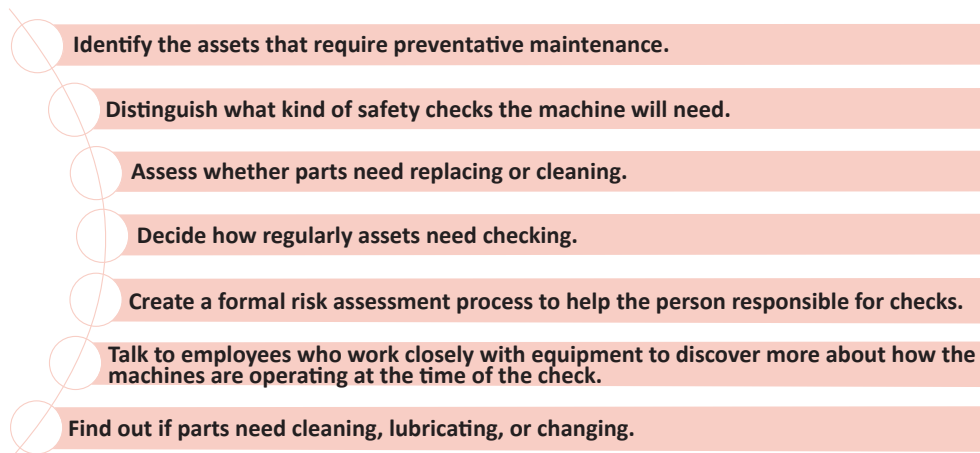 Identify the assets that require preventative maintenance.
Distinguish what kind of safety checks the machine will need.
Assess whether parts need replacing or cleaning.
Decide how regularly assets need checking.
Create a formal risk assessment process to help the person responsible for checks.
Talk to employees who work closely with equipment to discover more about how the
machines are operating at the time of the check.
Find out if parts need cleaning, lubricating, or changing.